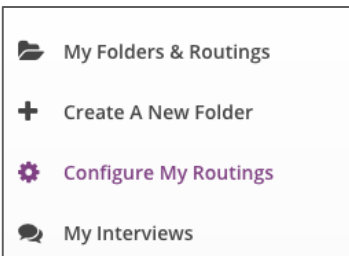 My Folders & Routings
Create A New Folder
Configure My Routings
My Interviews